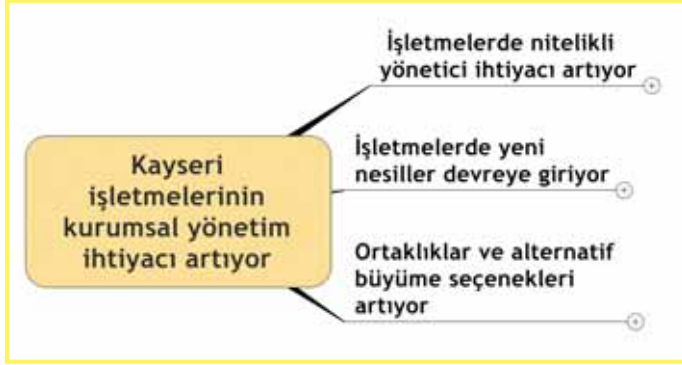 Kayseri
işletmelerinin
kurumsal yönetim
ihtiyacı artıyor
İşletmelerde nitelikli
yönetici ihtiyacı artıyor
İşletmelerde yeni
nesiller devreye giriyor
Ortaklıklar ve alternatif
büyüme seçenekleri
artıyor